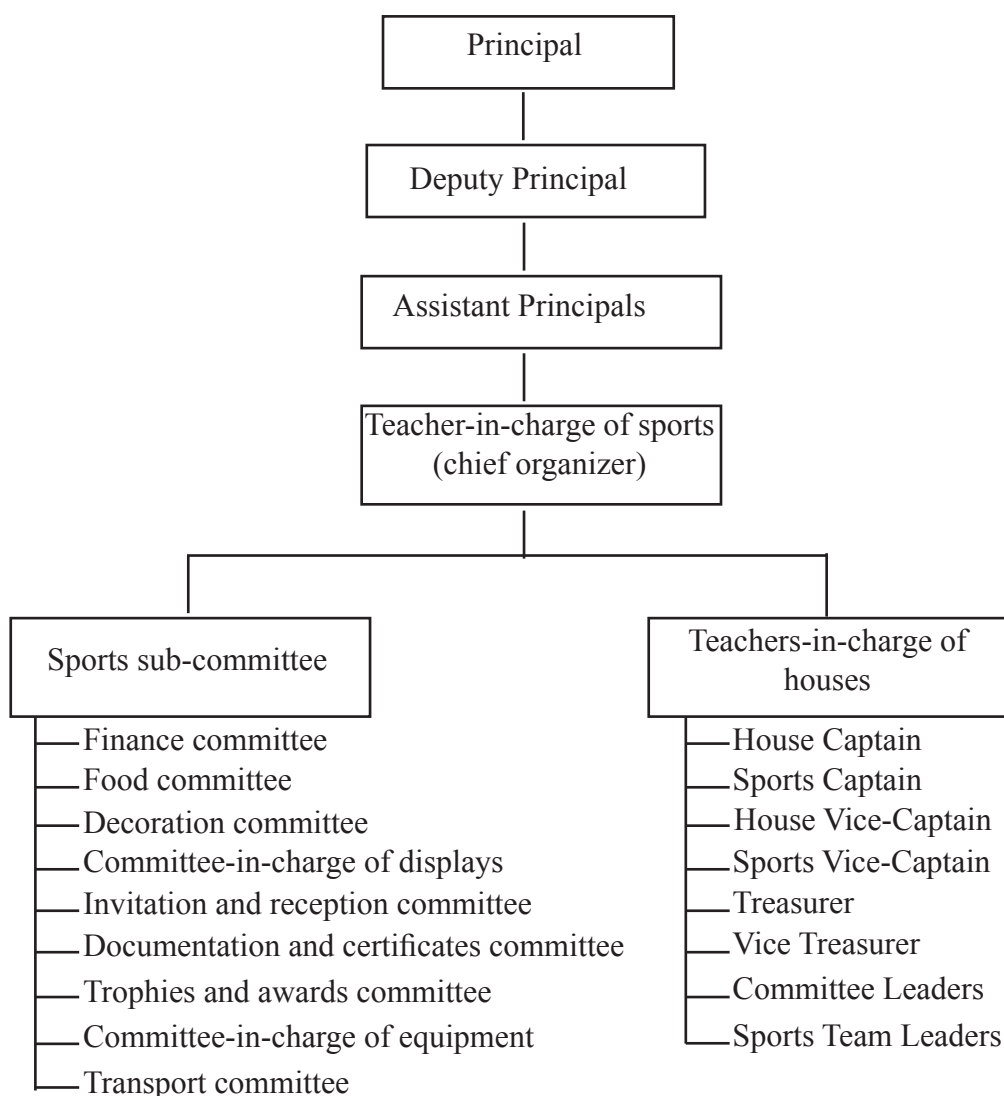 Principal
Deputy Principal
Assistant Principals
Teacher-in-charge of sports
(chief organizer)
Sports sub-committee
Finance committee
Food committee
Decoration committee
Committee-in-charge of displays
Invitation and reception committee
Documentation and certificates committee
Trophies and awards committee
Committee-in-charge of equipment
Transport committee
Teachers-in-charge of
houses
House Captain
Sports Captain
House Vice-Captain
Sports Vice-Captain
Treasurer
Vice Treasurer
Committee Leaders
Sports Team Leaders